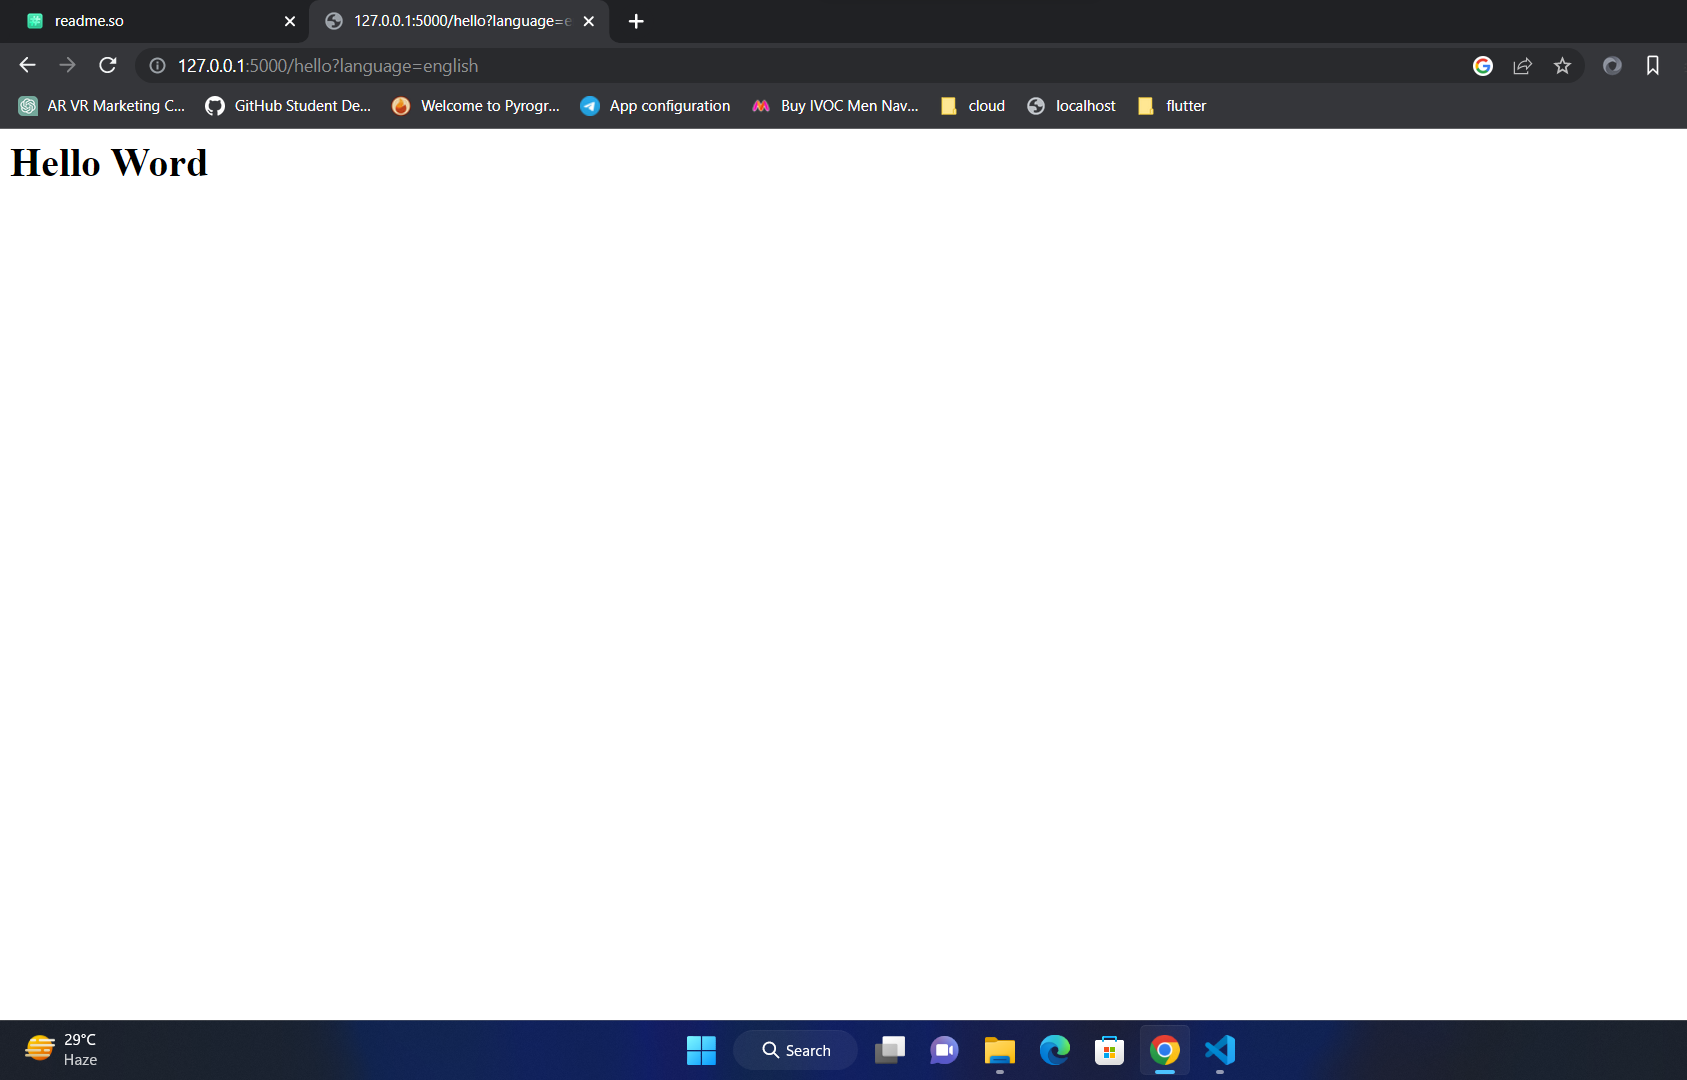 readme.so
127.0.0.1:5000/hello?language=e
127.0.0.1:5000/hello?language=english
AR VR Marketing C... GitHub Student De... Welcome to Pyrogr... App configuration Buy IVOC Men Nav... cloud localhost flutter
Hello Word
29°C
Haze
Search